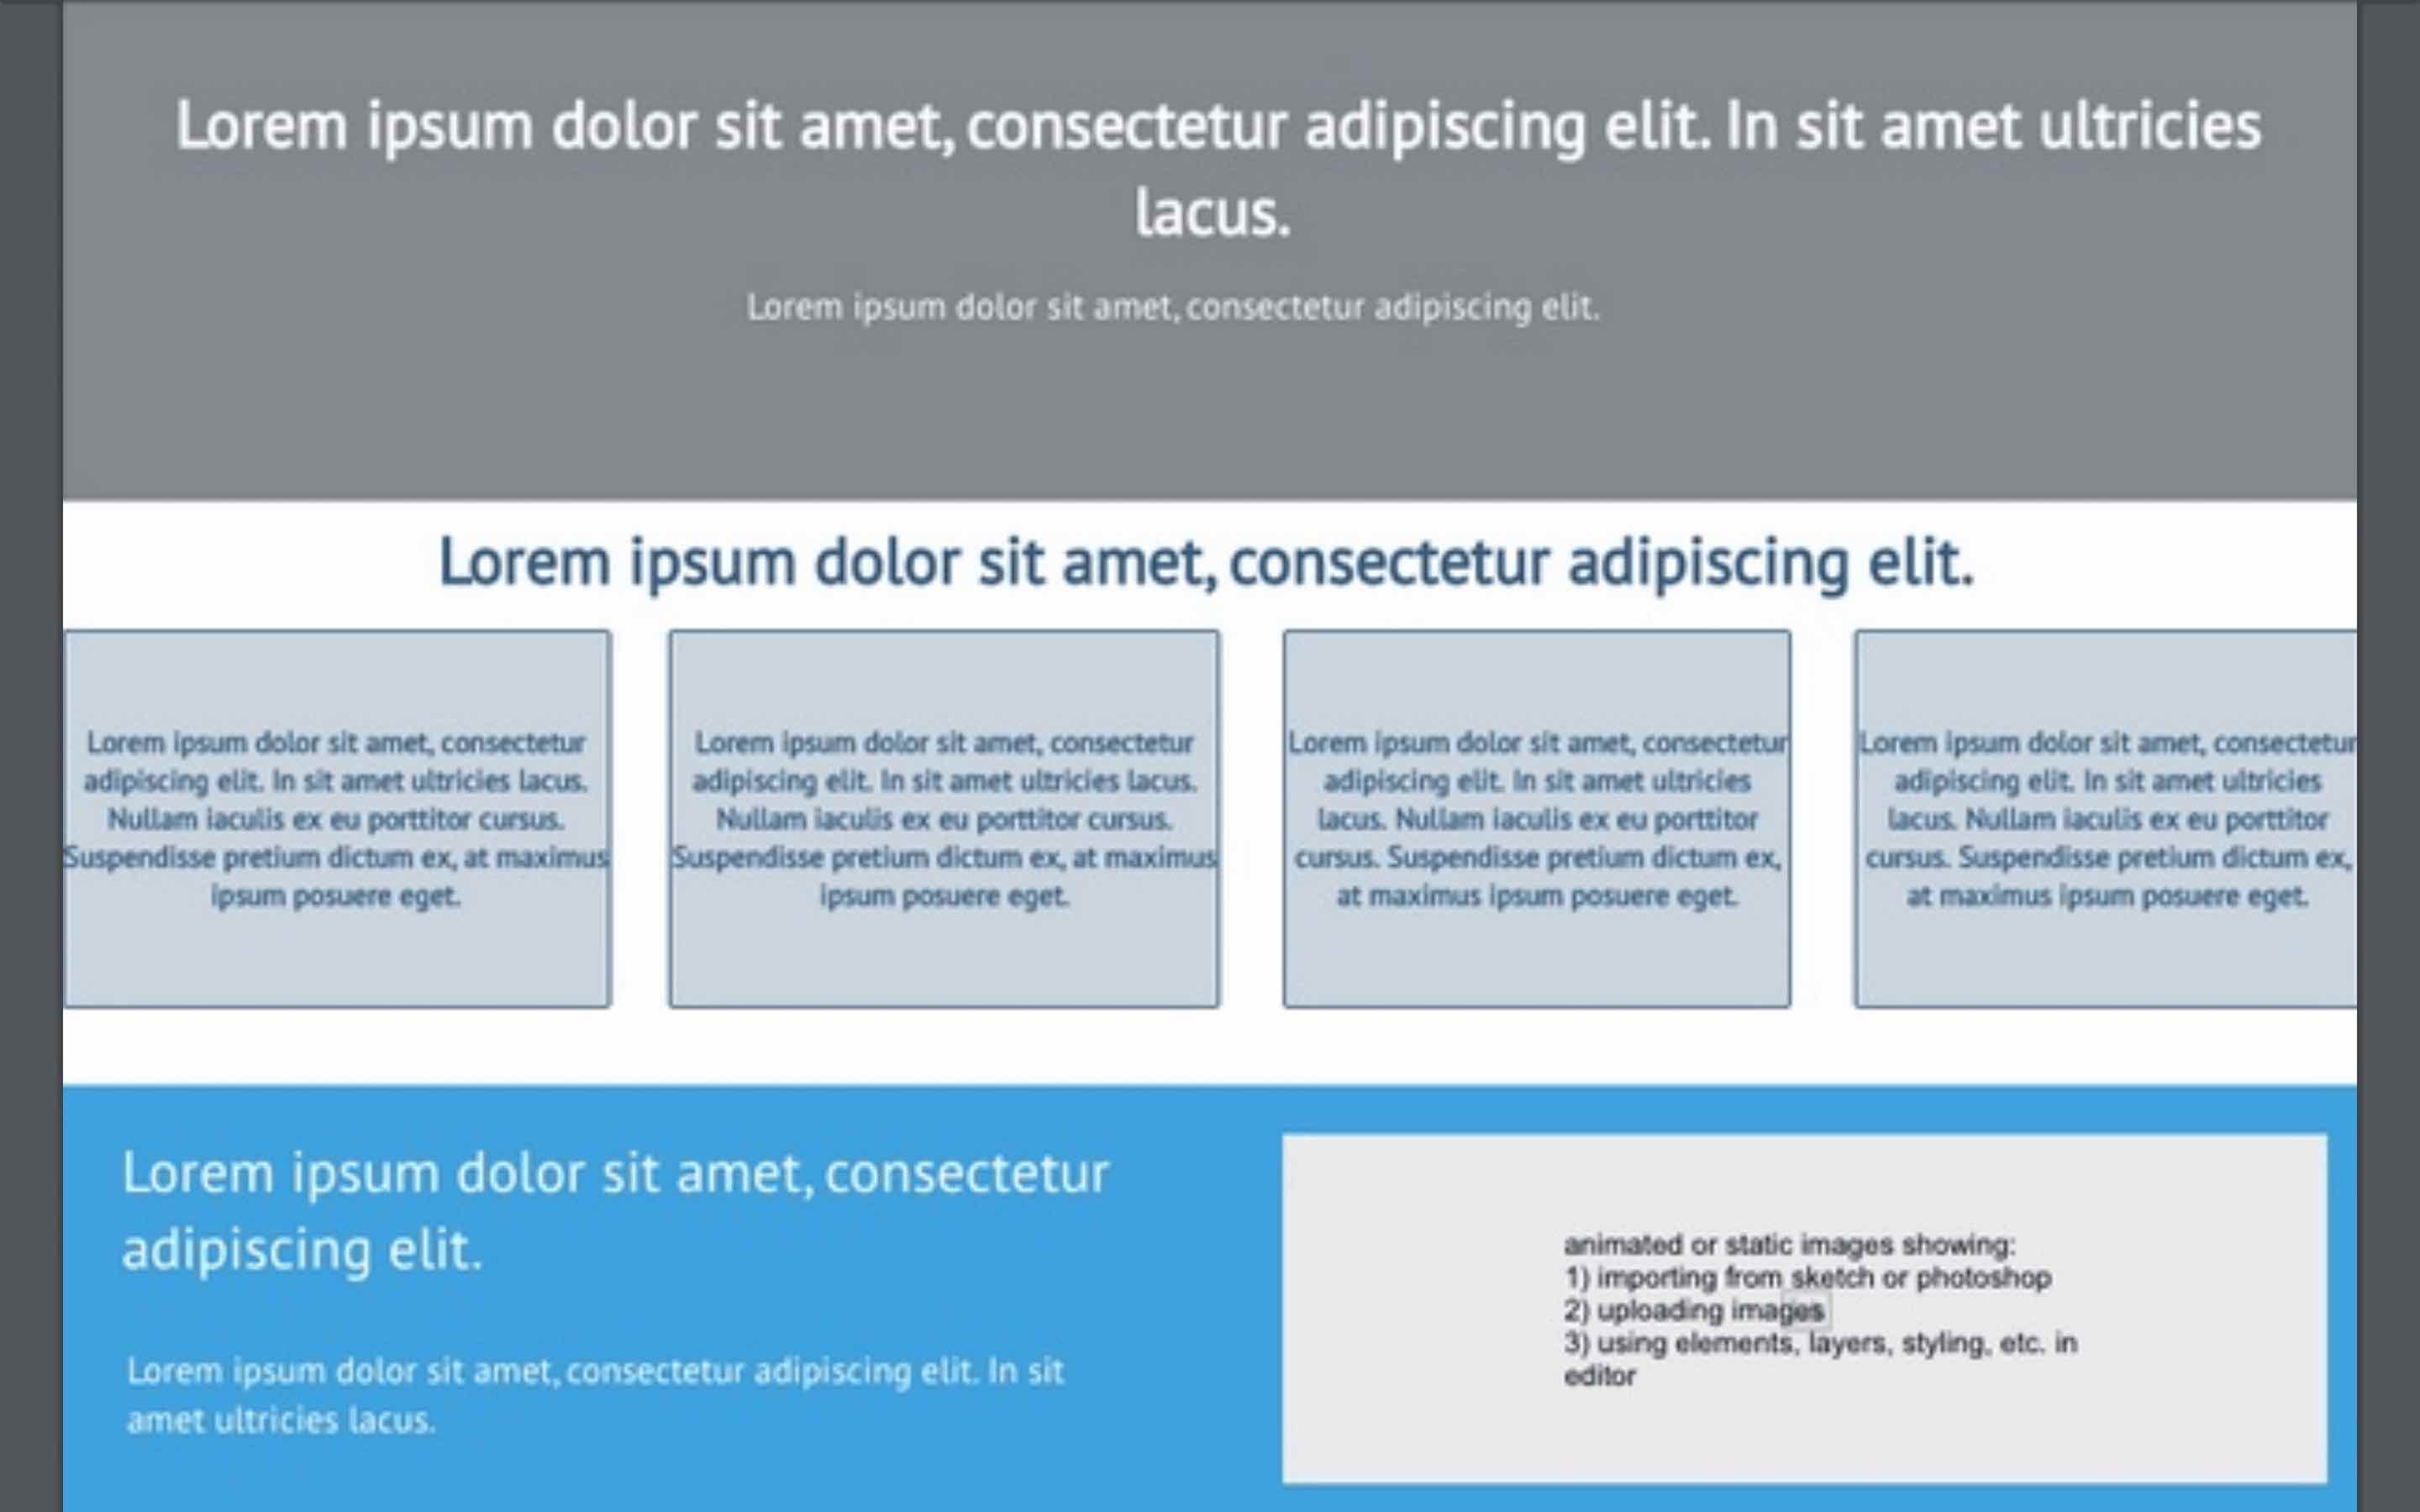 Lorem ipsum dolor sit amet, consectetur adipiscing elit. In sit amet ultricies
lacus.
Lorem ipsum dolor sit amet, consectetur adipiscing elit.
Lorem ipsum dolor sit amet, consectetur adipiscing elit.
Lorem ipsum dolor sit amet, consectetur
adipiscing elit. In sit amet ultricies lacus.
Nullam iaculis ex eu porttitor cursus.
Suspendisse pretium dictum ex, at maximus
ipsum posuere eget.
Lorem ipsum dolor sit amet, consectetur
adipiscing elit. In sit amet ultricies lacus.
Nullam iaculis ex eu porttitor cursus.
Suspendisse pretium dictum ex, at maximus
ipsum posuere eget.
Lorem ipsum dolor sit amet, consectetur
adipiscing elit. In sit amet ultricies
lacus. Nullam iaculis ex eu porttitor
cursus. Suspendisse pretium dictum ex,
at maximus ipsum posuere eget.
Lorem ipsum dolor sit amet, consectetur
adipiscing elit. In sit amet ultricies
lacus. Nullam iaculis ex eu porttitor
cursus. Suspendisse pretium dictum ex,
at maximus ipsum posuere eget.
Lorem ipsum dolor sit amet, consectetur
adipiscing elit.
Lorem ipsum dolor sit amet, consectetur adipiscing elit. In sit
amet ultricies lacus.
animated or static images showing:
1) importing from sketch or photoshop
2) uploading images
3) using elements, layers, styling, etc. in
editor